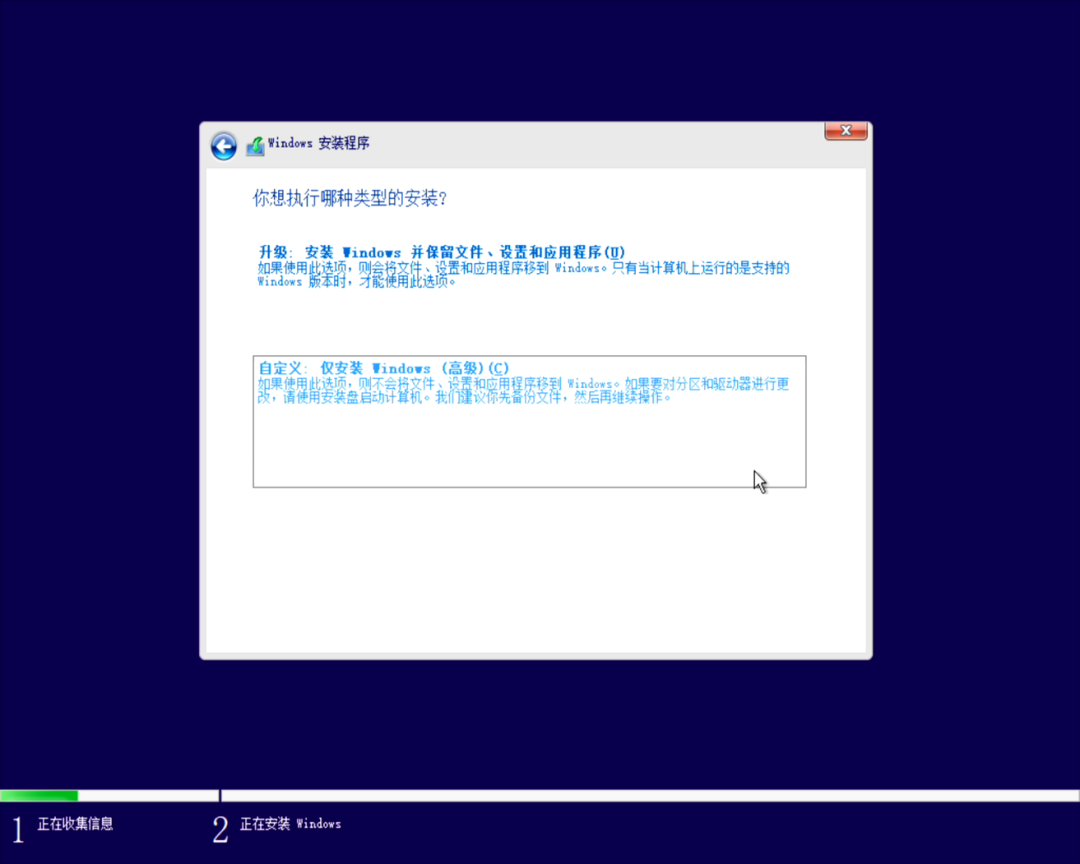 Windows 安装程序
你想执行哪种类型的安装?
升级: 安装 Windows 并保留文件、设置和应用程序(U)
如果使用此选项，则会将文件、设置和应用程序移到 Windows。只有当计算机上运行的是支持的
Windows 版本时，才能使用此选项。
自定义: 仅安装 Windows (高级)(C)
如果使用此选项，则不会将文件、设置和应用程序移到 Windows。如果要对分区和驱动器进行更
改，请使用安装盘启动计算机。我们建议你先备份文件，然后再继续操作。
1 正在收集信息
2 正在安装 Windows